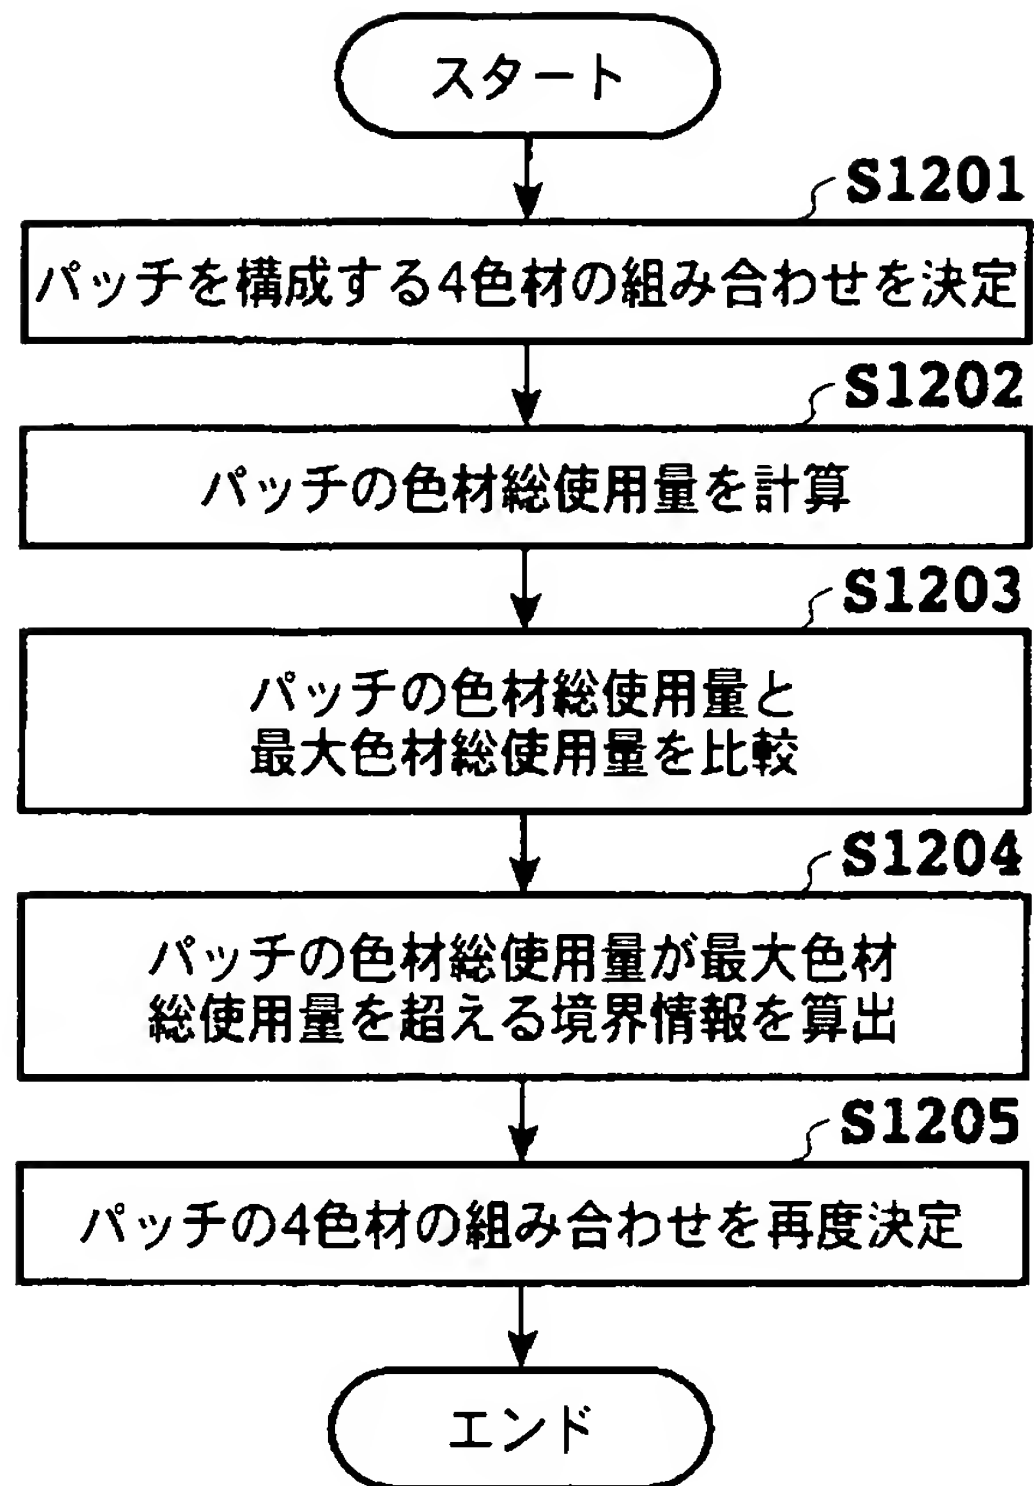 スタート
S1201
パッチを構成する4色材の組み合わせを決定
S1202
パッチの色材総使用量を計算
S1203
パッチの色材総使用量と
最大色材総使用量を比較
S1204
パッチの色材総使用量が最大色材
総使用量を超える境界情報を算出
S1205
パッチの4色材の組み合わせを再度決定
エンド